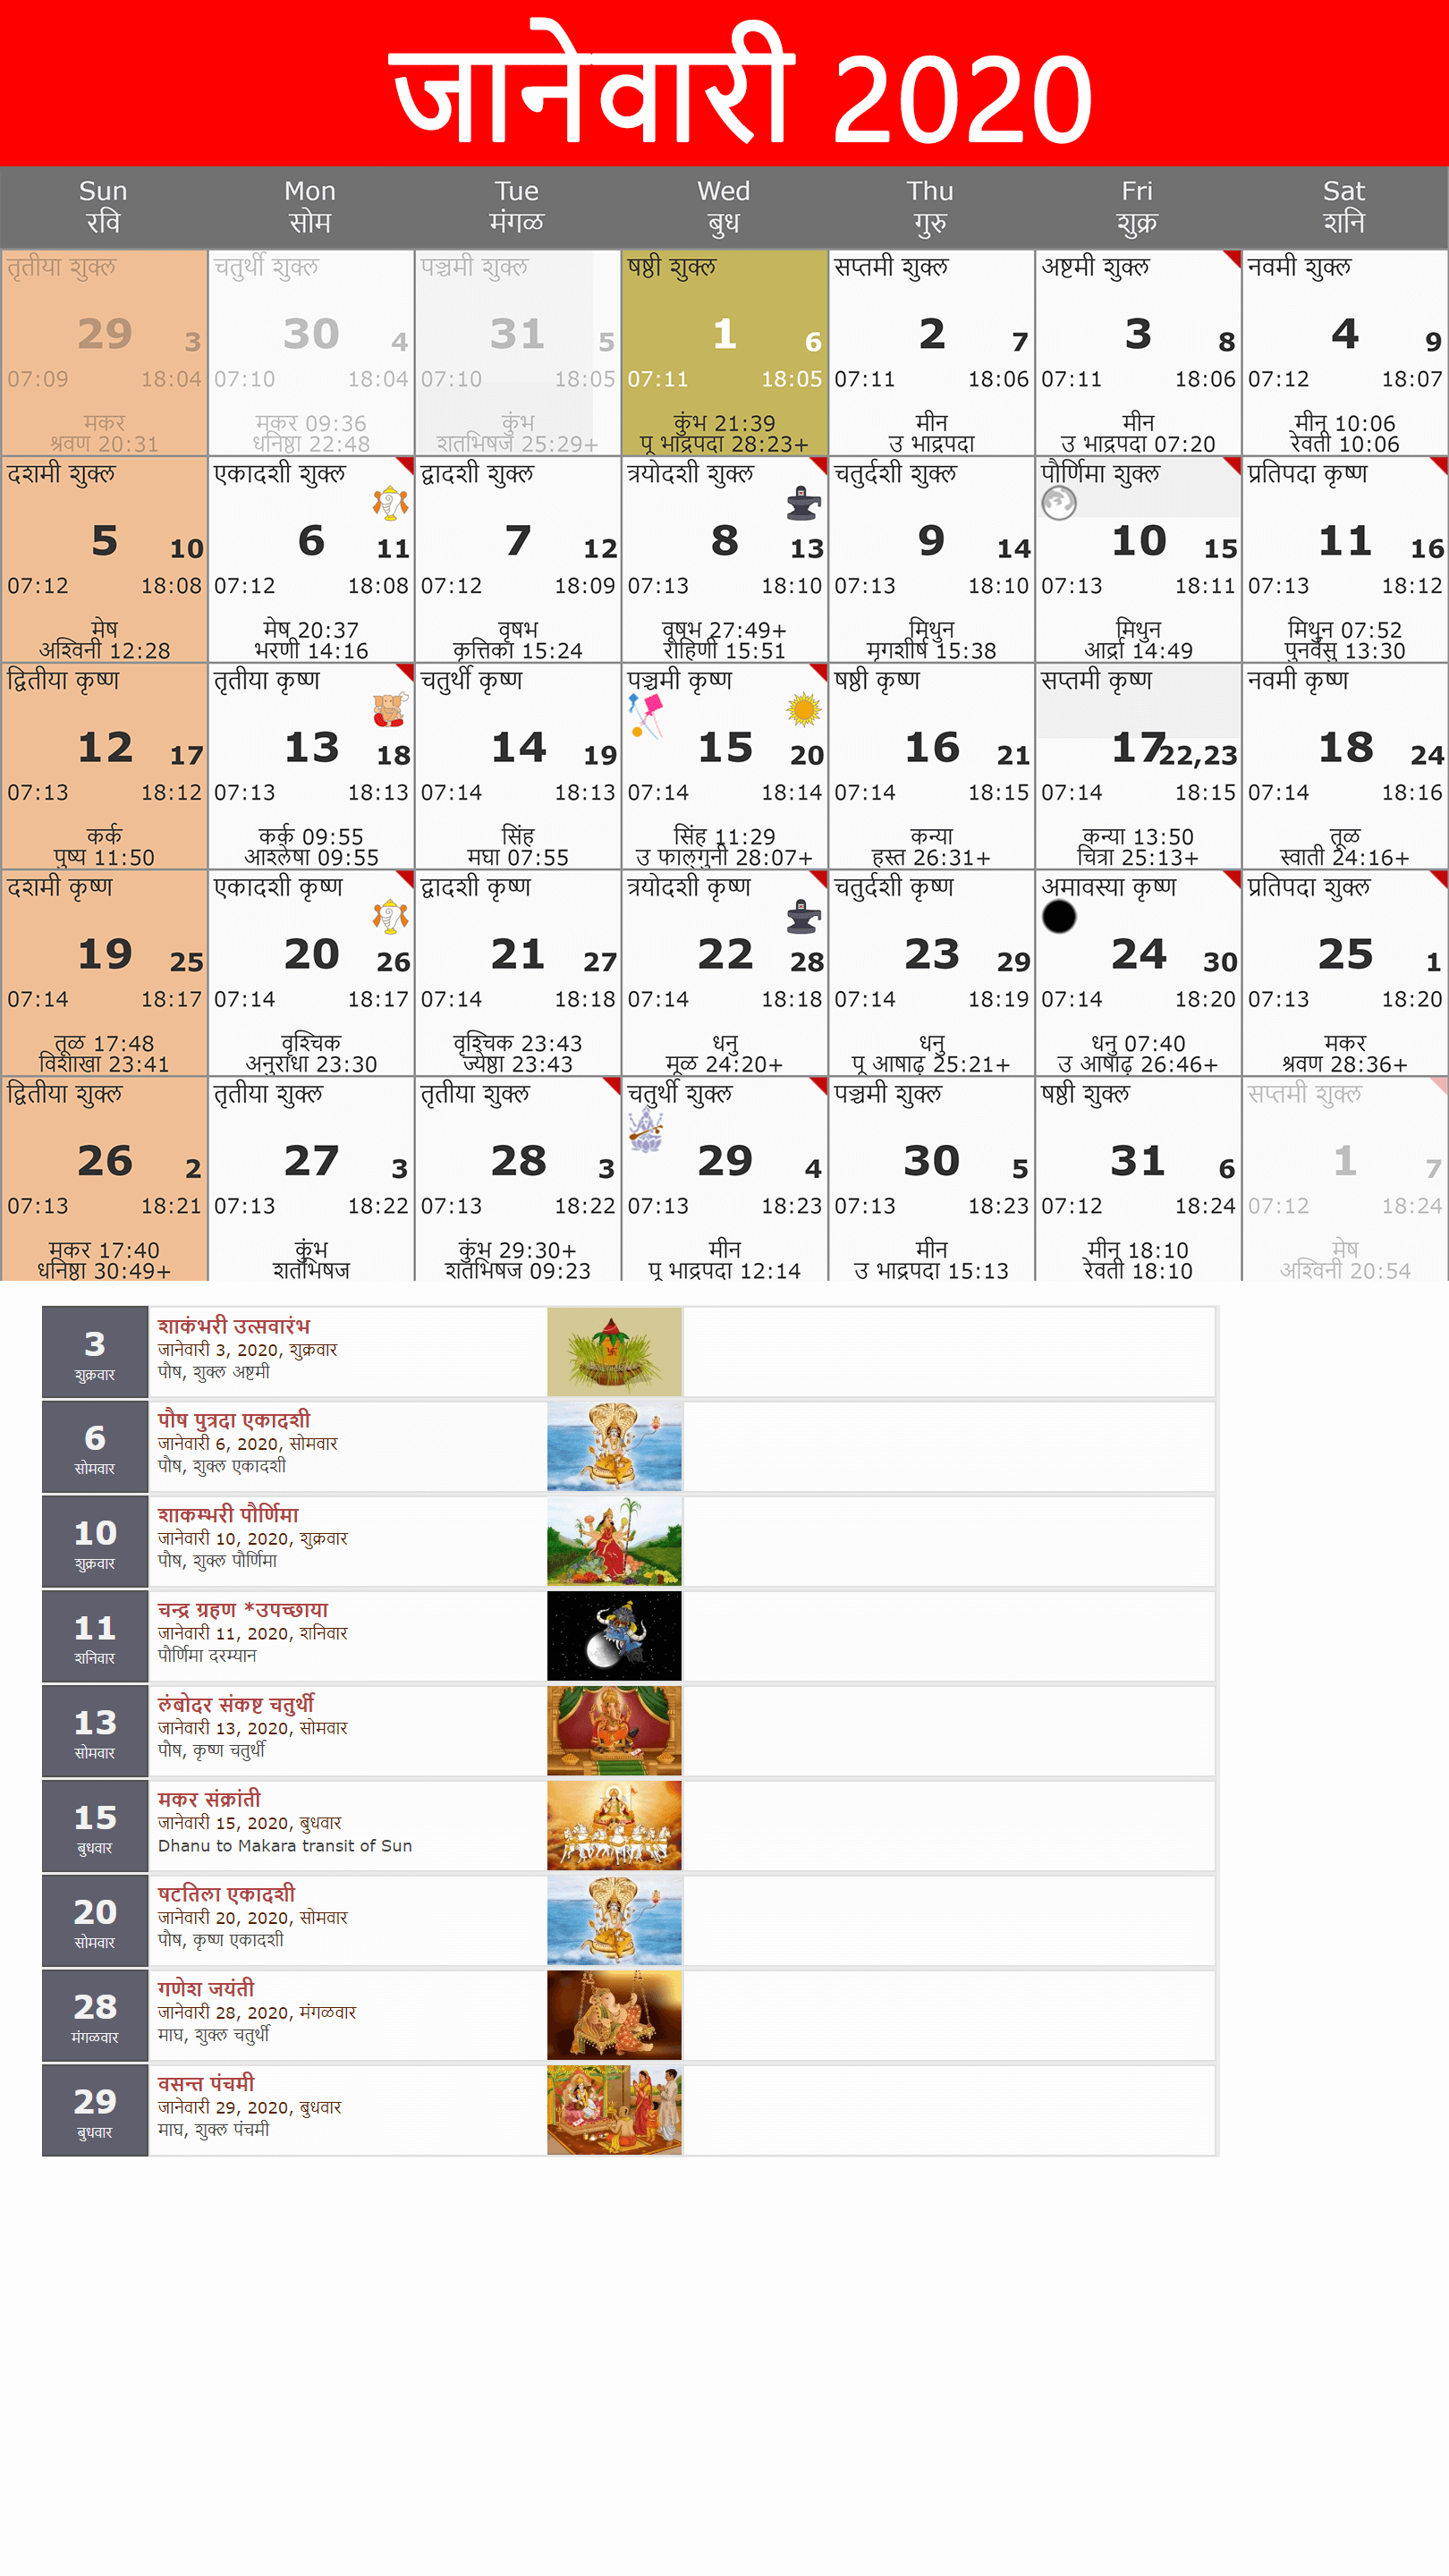 जानेवारी 2020
Sun Mon Tue Wed Thu Fri Sat
रवि सोम मंगळ बुध गुरु शुक्र शनि
तृतीया शुक्ल चतुर्थी शुक्ल पञ्चमी शुक्ल षष्ठी शुक्ल सप्तमी शुक्ल अष्टमी शुक्ल नवमी शुक्ल
29 3 30 4 31 5 1 6 2 7 3 8 4 9
07:09 18:04 07:10 18:04 07:10 18:05 07:11 18:05 07:11 18:06 07:11 18:06 07:12 18:07
मकर मकर 09:36 कुंभ कुंभ 21:39 मीन मीन मीन 10:06
श्रवण 20:31 धनिष्ठा 22:48 शतभिषज 25:29+ पू भाद्रपदा 28:23+ उ भाद्रपदा उ भाद्रपदा 07:20 रेवती 10:06
दशमी शुक्ल एकादशी शुक्ल द्वादशी शुक्ल त्रयोदशी शुक्ल चतुर्दशी शुक्ल पौर्णिमा शुक्ल प्रतिपदा कृष्ण
5 10 6 11 7 12 8 13 9 14 10 15 11 16
07:12 18:08 07:12 18:08 07:12 18:09 07:13 18:10 07:13 18:10 07:13 18:11 07:13 18:12
मेष मेष 20:37 वृषभ वृषभ 27:49+ मिथुन मिथुन मिथुन 07:52
अश्विनी 12:28 भरणी 14:16 कृत्तिका 15:24 रोहिणी 15:51 मृगशीर्ष 15:38 आर्द्रा 14:49 पुनर्वसु 13:30
द्वितीया कृष्ण तृतीया कृष्ण चतुर्थी कृष्ण पञ्चमी कृष्ण षष्ठी कृष्ण सप्तमी कृष्ण नवमी कृष्ण
12 17 13 18 14 19 15 20 16 21 17 22,23 18 24
07:13 18:12 07:13 18:13 07:14 18:13 07:14 18:14 07:14 18:15 07:14 18:15 07:14 18:16
कर्क कर्क 09:55 सिंह सिंह 11:29 कन्या कन्या 13:50 तूळ
पुष्य 11:50 आश्लेषा 09:55 मघा 07:55 उ फाल्गुनी 28:07+ हस्त 26:31+ चित्रा 25:13+ स्वाती 24:16+
दशमी कृष्ण एकादशी कृष्ण द्वादशी कृष्ण त्रयोदशी कृष्ण चतुर्दशी कृष्ण अमावस्या कृष्ण प्रतिपदा शुक्ल
19 25 20 26 21 27 22 28 23 29 24 30 25 1
07:14 18:17 07:14 18:17 07:14 18:18 07:14 18:18 07:14 18:19 07:14 18:20 07:13 18:20
तूळ 17:48 वृश्चिक वृश्चिक 23:43 धनु धनु धनु 07:40 मकर
विशाखा 23:41 अनुराधा 23:30 ज्येष्ठा 23:43 मूळ 24:20+ पू आषाढ़ 25:21+ उ आषाढ़ 26:46+ श्रवण 28:36+
द्वितीया शुक्ल तृतीया शुक्ल तृतीया शुक्ल चतुर्थी शुक्ल पञ्चमी शुक्ल षष्ठी शुक्ल सप्तमी शुक्ल
26 2 27 3 28 3 29 4 30 5 31 6 1 7
07:13 18:21 07:13 18:22 07:13 18:22 07:13 18:23 07:13 18:23 07:12 18:24 07:12 18:24
मकर 17:40 कुंभ कुंभ 29:30+ मीन मीन मीन 18:10 मेष
धनिष्ठा 30:49+ शतभिषज शतभिषज 09:23 पू भाद्रपदा 12:14 उ भाद्रपदा 15:13 रेवती 18:10 अश्विनी 20:54
3
शुक्रवार
शाकंभरी उत्सवारंभ
जानेवारी 3, 2020, शुक्रवार
पौष, शुक्ल अष्टमी
6
सोमवार
पौष पुत्रदा एकादशी
जानेवारी 6, 2020, सोमवार
पौष, शुक्ल एकादशी
10
शुक्रवार
शाकम्भरी पौर्णिमा
जानेवारी 10, 2020, शुक्रवार
पौष, शुक्ल पौर्णिमा
11
शनिवार
चन्द्र ग्रहण *उपच्छाया
जानेवारी 11, 2020, शनिवार
पौर्णिमा दरम्यान
13
सोमवार
लंबोदर संकष्ट चतुर्थी
जानेवारी 13, 2020, सोमवार
पौष, कृष्ण चतुर्थी
15
बुधवार
मकर संक्रांती
जानेवारी 15, 2020, बुधवार
Dhanu to Makara transit of Sun
20
सोमवार
षटतिला एकादशी
जानेवारी 20, 2020, सोमवार
पौष, कृष्ण एकादशी
28
मंगळवार
गणेश जयंती
जानेवारी 28, 2020, मंगळवार
माघ, शुक्ल चतुर्थी
29
बुधवार
वसन्त पंचमी
जानेवारी 29, 2020, बुधवार
माघ, शुक्ल पंचमी